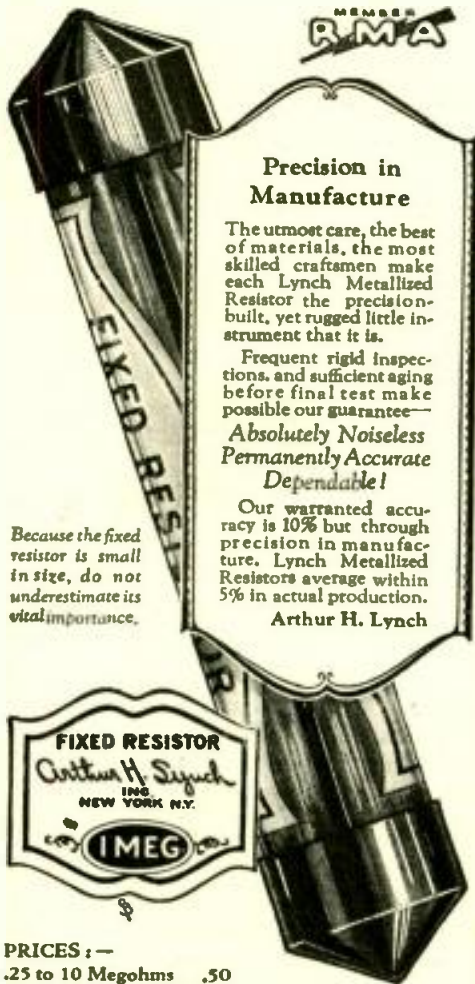 MEMBER
RMA
Precision in
Manufacture
The utmost care, the best
of materials, the most
skilled craftsmen make
each Lynch Metallized
Resistor the precision-
built, yet rugged little in-
strument that it is.
Frequent rigid inspec-
tions, and sufficient aging
before final test make
possible our guarantee—
Absolutely Noiseless
Permanently Accurate
Dependable!
Our warranted accu-
racy is 10% but through
precision in manufac-
ture, Lynch Metallized
Resistors average within
5% in actual production.
Arthur H. Lynch
FIXED RESISTOR
Because the fixed
resistor is small
in size, do not
underestimate its
vital importance.
FIXED RESISTOR
Arthur H. Lynch
INC
NEW YORK N.Y.
1 MEG
PRICES:—
.25 to 10 Megohms .50